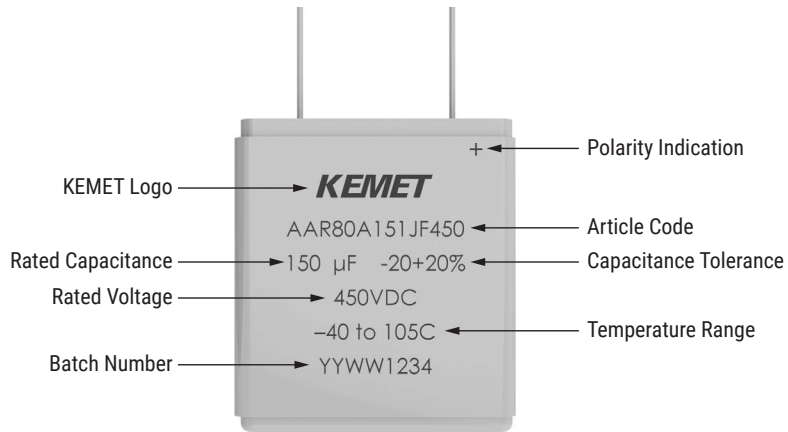 + Polarity Indication
KEMET Logo KEMET
AAR80A151JF450 Article Code
Rated Capacitance 150 µF -20+20% Capacitance Tolerance
Rated Voltage 450VDC
–40 to 105C Temperature Range
Batch Number YYWW1234